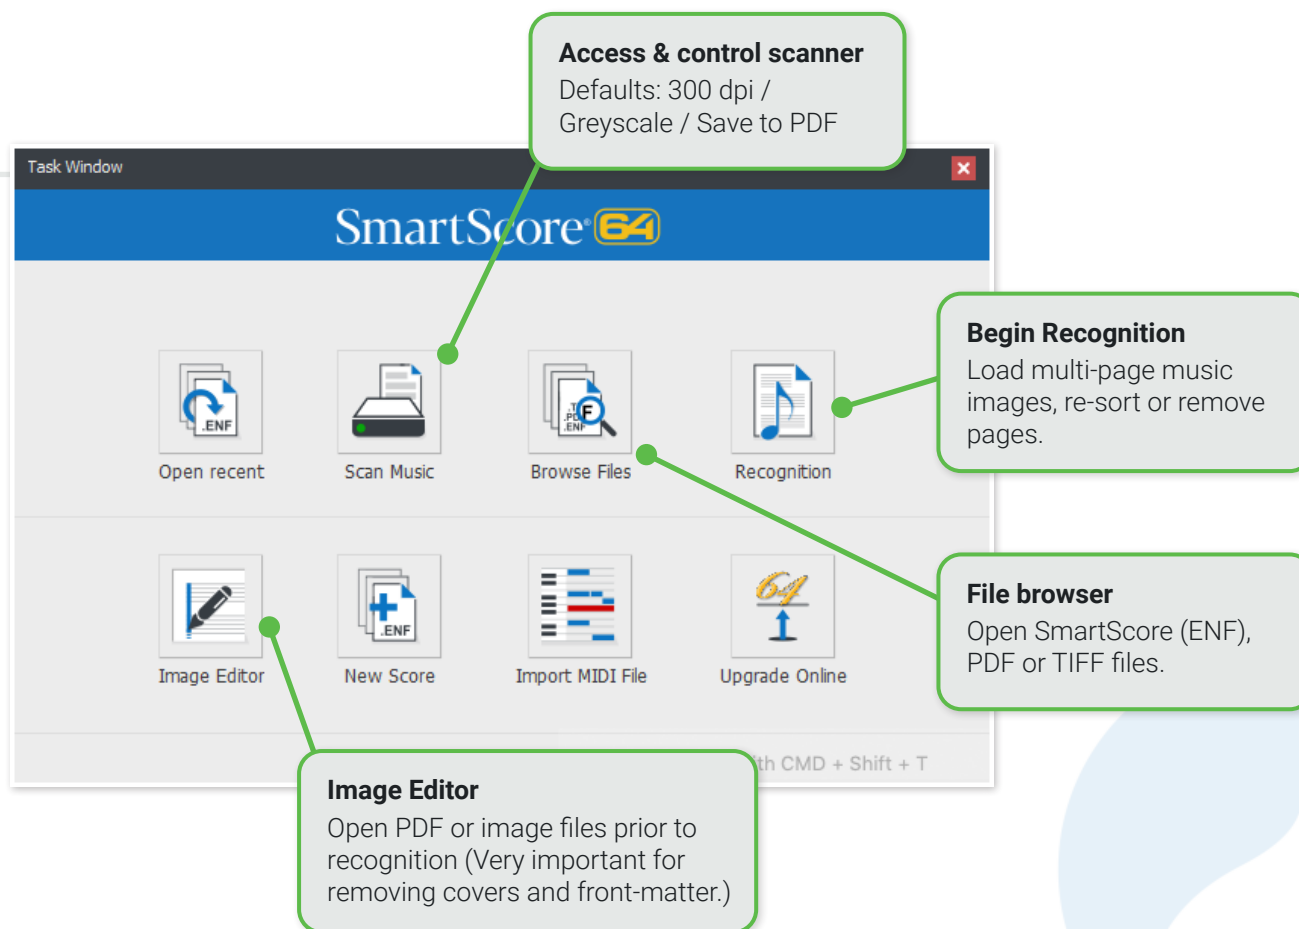 Access & control scanner
Defaults: 300 dpi /
Greyscale / Save to PDF
Task Window
SmartScore® 64
Begin Recognition
Load multi-page music
images, re-sort or remove
pages.
.ENF
.PDF
.ENF
F
Open recent
Scan Music
Browse Files
Recognition
File browser
Open SmartScore (ENF),
PDF or TIFF files.
.ENF
64
Image Editor
New Score
Import MIDI File
Upgrade Online
CMD + Shift + T
Image Editor
Open PDF or image files prior to
recognition (Very important for
removing covers and front-matter.)